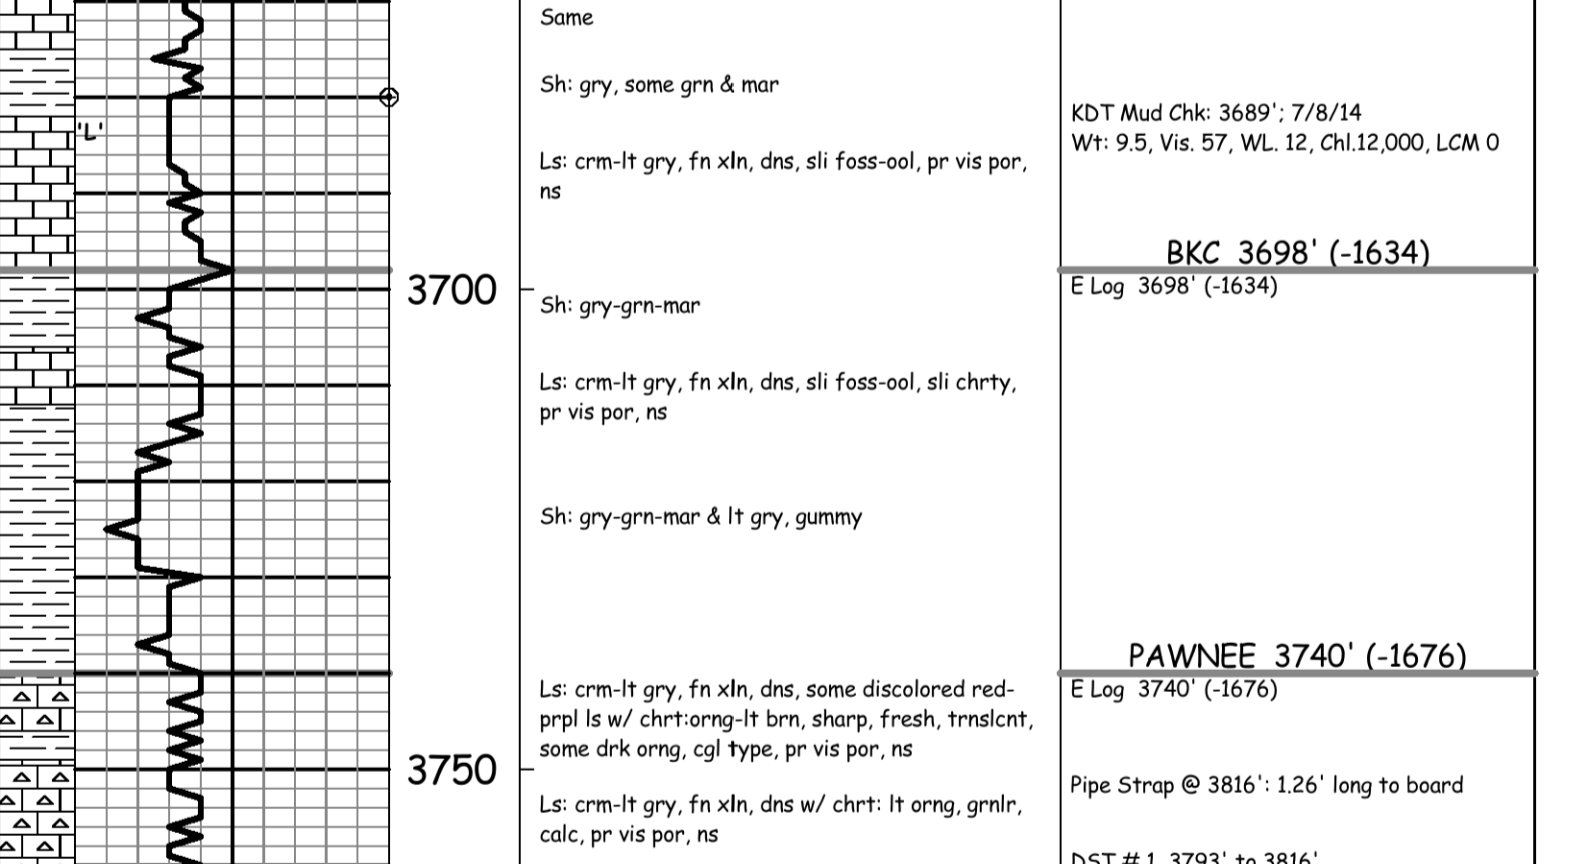 Same
Sh: gry, some grn & mar
KDT Mud Chk: 3689'; 7/8/14
'L'
Wt: 9.5, Vis. 57, WL. 12, Chl.12,000, LCM 0
Ls: crm-lt gry, fn xln, dns, sli foss-ool, pr vis por,
ns
BKC 3698' (-1634)
3700
E Log 3698' (-1634)
Sh: gry-grn-mar
Ls: crm-lt gry, fn xln, dns, sli foss-ool, sli chrty,
pr vis por, ns
Sh: gry-grn-mar & lt gry, gummy
PAWNEE 3740' (-1676)
Ls: crm-lt gry, fn xln, dns, some discolored red-
prpl ls w/ chrt:orng-lt brn, sharp, fresh, trnslcnt,
some drk orng, cgl type, pr vis por, ns
E Log 3740' (-1676)
3750
Pipe Strap @ 3816': 1.26' long to board
Ls: crm-lt gry, fn xln, dns w/ chrt: lt orng, grnlr,
calc, pr vis por, ns
DST # 1 3793' to 3816'